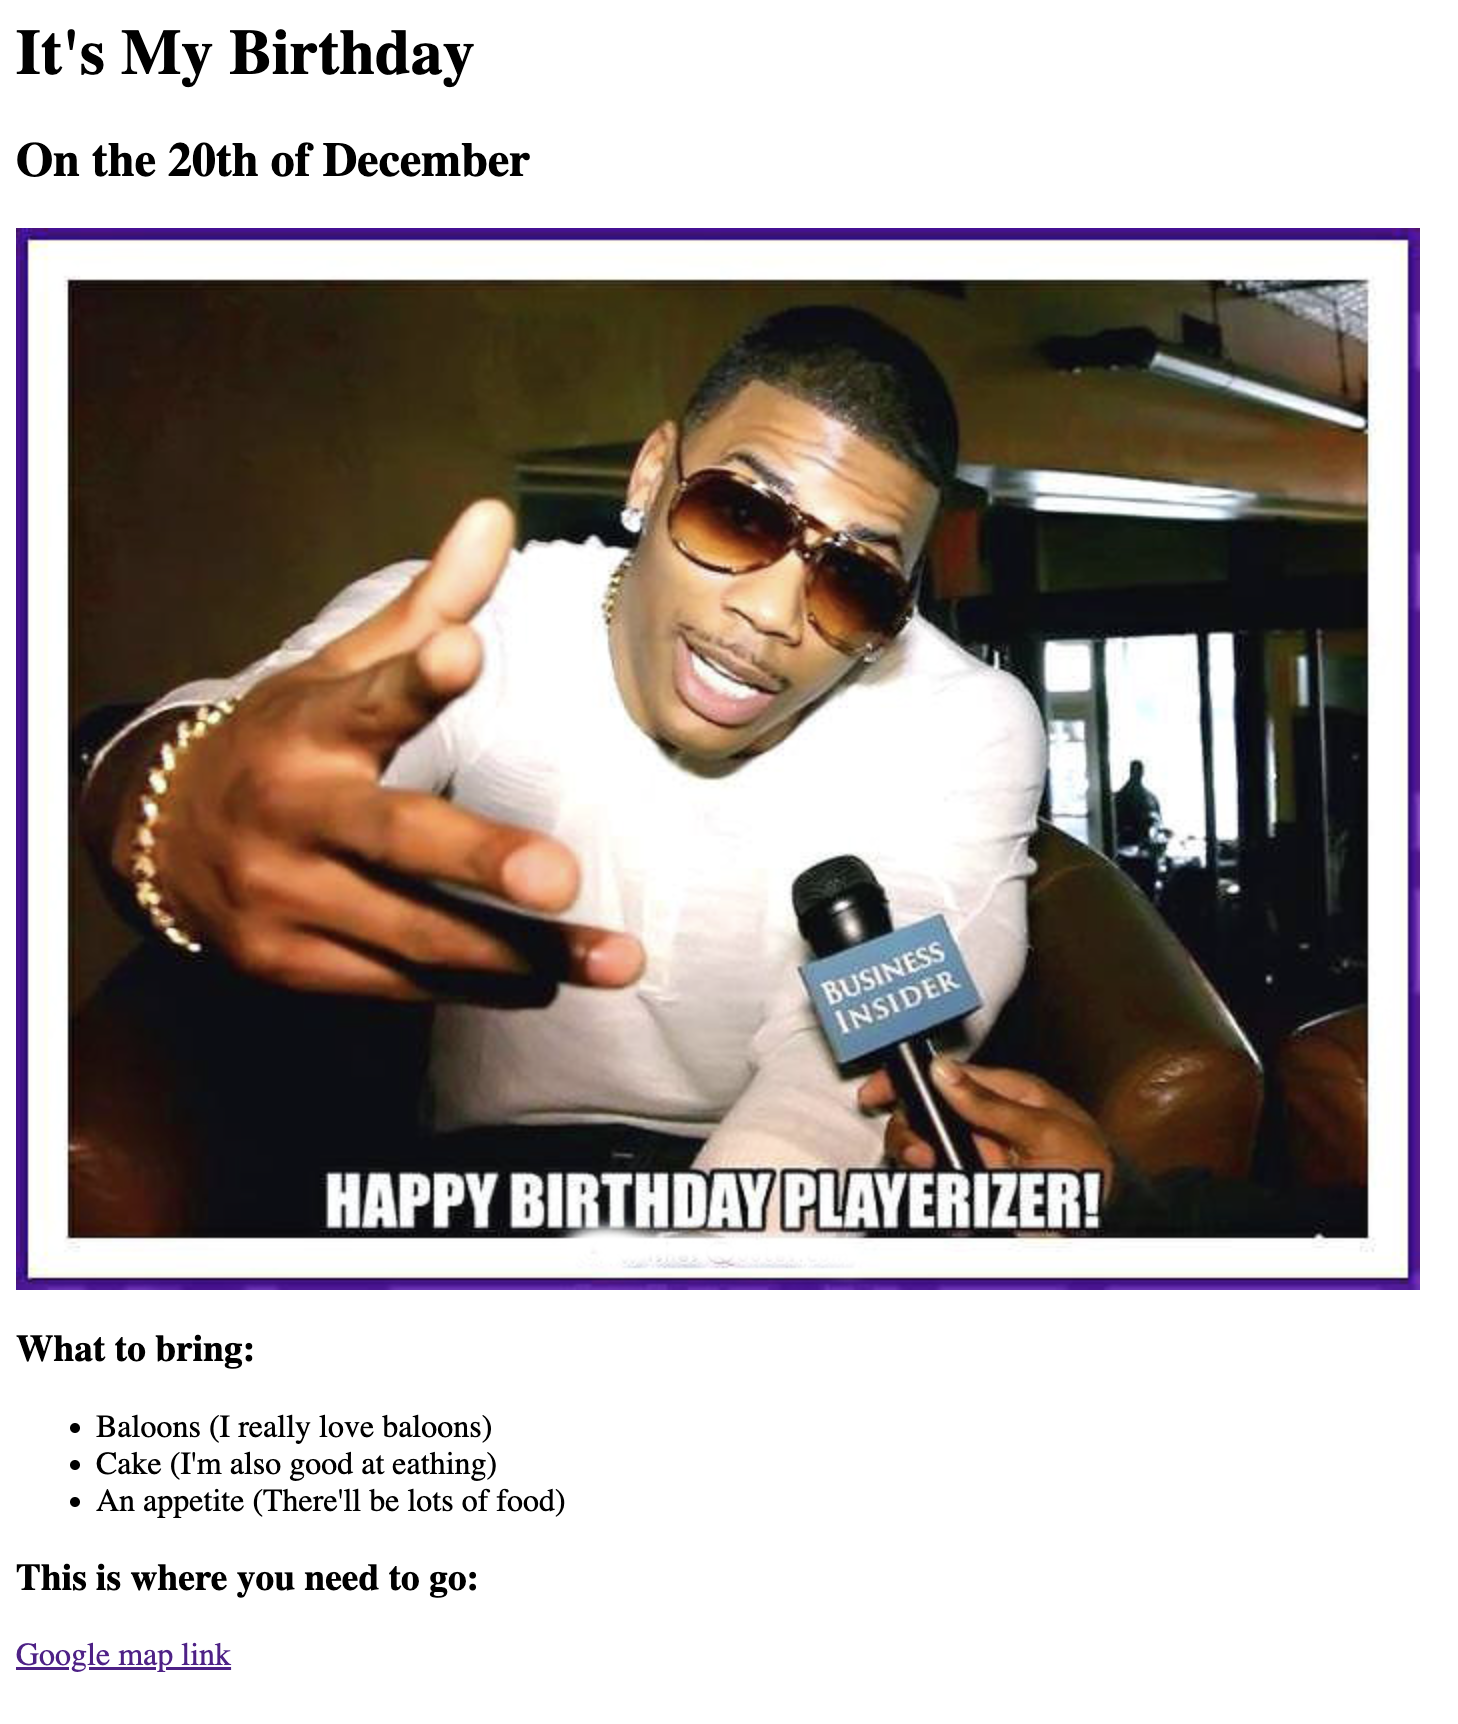 It's My Birthday
On the 20th of December
BUSINESS
INSIDER
HAPPY BIRTHDAY PLAYERIZER!
What to bring:
Baloons (I really love baloons)
Cake (I'm also good at eathing)
An appetite (There'll be lots of food)
This is where you need to go:
Google map link